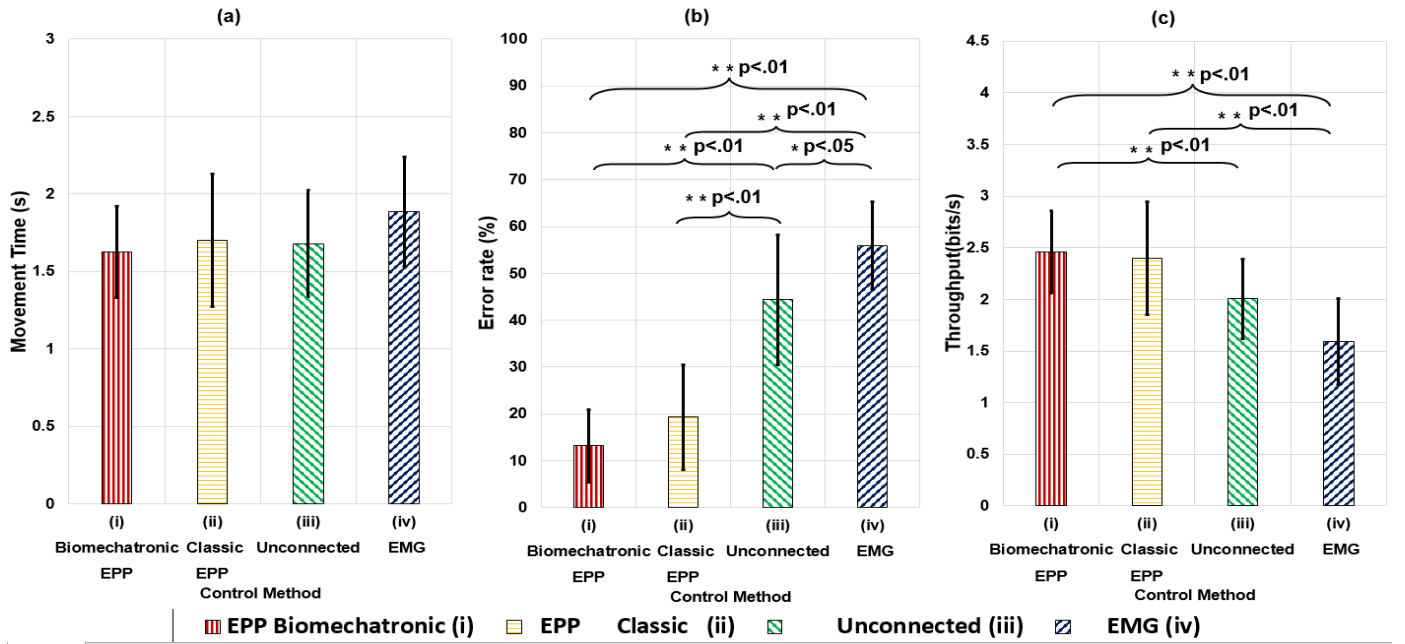 (a)
3
2.5
2
1.5
1
0.5
0
Movement Time (s)
(i)
(ii)
(iii)
(iv)
Biomechatronic
EPP
Classic
EPP
Unconnected
EMG
Control Method
(b)
100
90
80
70
60
50
40
30
20
10
0
Error rate (%)
* * p<.01
* * p<.01
* * p<.01
* p<.05
* * p<.01
(i)
(ii)
(iii)
(iv)
Biomechatronic
EPP
Classic
EPP
Unconnected
EMG
Control Method
(c)
4.5
4
3.5
3
2.5
2
1.5
1
0.5
0
Throughput(bits/s)
* * p<.01
* * p<.01
* * p<.01
(i)
(ii)
(iii)
(iv)
Biomechatronic
EPP
Classic
EPP
Unconnected
EMG
Control Method
EPP Biomechatronic (i) EPP Classic (ii) Unconnected (iii) EMG (iv)